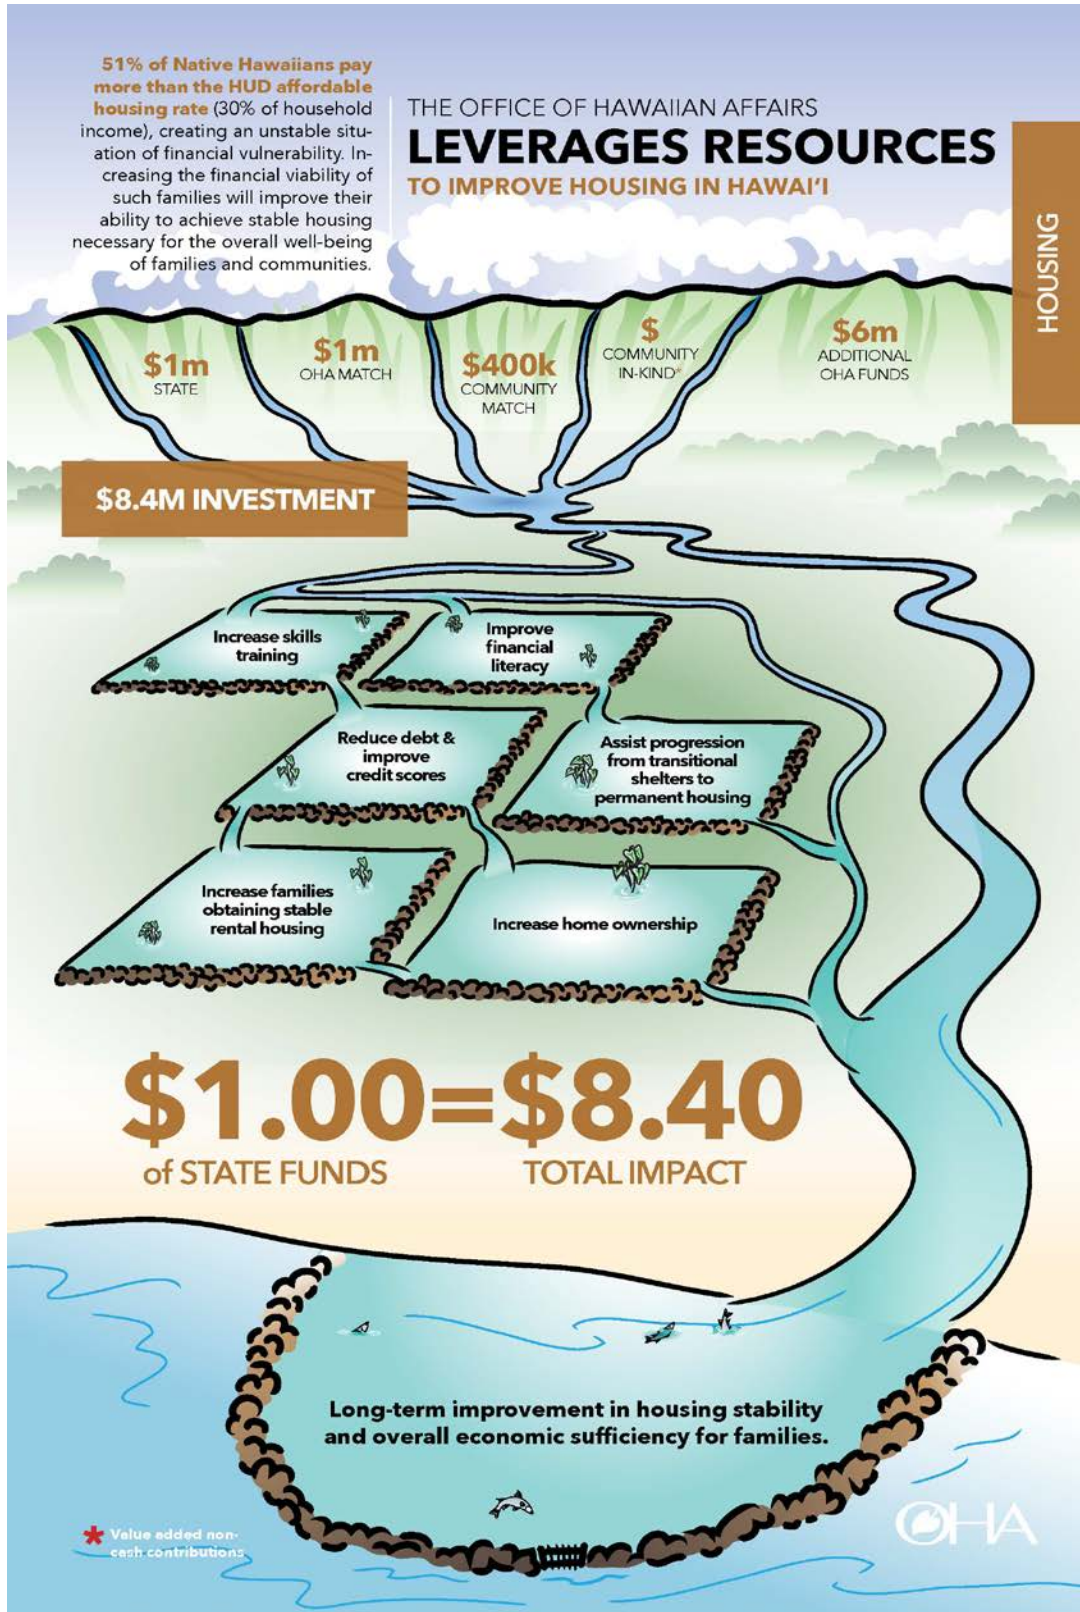 51% of Native Hawaiians pay
more than the HUD affordable
housing rate (30% of household
income), creating an unstable situ-
ation of financial vulnerability. In-
creasing the financial viability of
such families will improve their
ability to achieve stable housing
necessary for the overall well-being
of families and communities.
THE OFFICE OF HAWAIIAN AFFAIRS
LEVERAGES RESOURCES
TO IMPROVE HOUSING IN HAWAI'I
HOUSING
$1m
STATE
$1m
OHA MATCH
$400k
COMMUNITY
MATCH
$
COMMUNITY
IN-KIND*
$6m
ADDITIONAL
OHA FUNDS
$8.4M INVESTMENT
Increase skills
training
Improve
financial
literacy
Reduce debt &
improve
credit scores
Assist progression
from transitional
shelters to
permanent housing
Increase families
obtaining stable
rental housing
Increase home ownership
$1.00=$8.40
of STATE FUNDS
TOTAL IMPACT
Long-term improvement in housing stability
and overall economic sufficiency for families.
* Value added non-
cash contributions
OHA